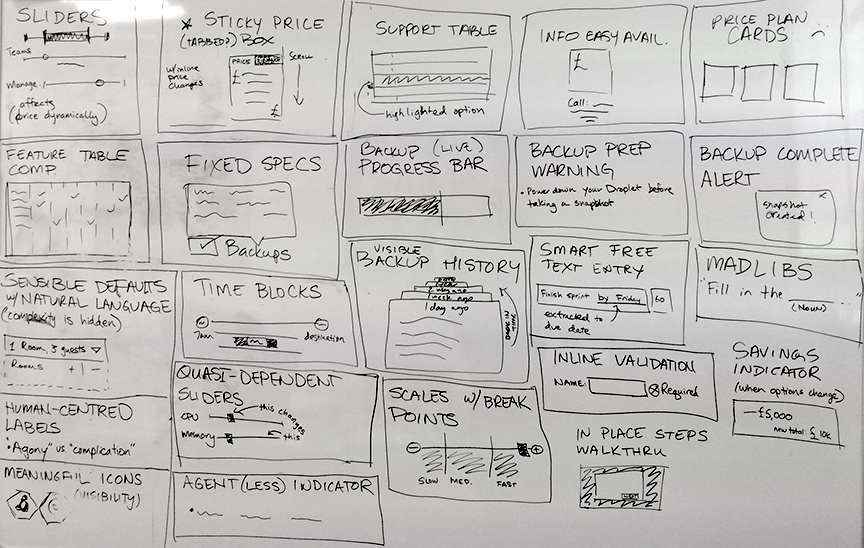 SLIDERS
Teams
Manage.
affects
(price dynamically)
* STICKY PRICE
(TABBED?) BOX
w/inline
price
changes
PRICE
£
£
SCROLL
SUPPORT TABLE
highlighted option
INFO EASY AVAIL.
£
Call:
PRICE PLAN
CARDS
FEATURE TABLE
COMP
FIXED SPECS
Backups
BACKUP (LIVE)
PROGRESS BAR
BACKUP PREP
WARNING
• Power down your Droplet before
taking a snapshot
BACKUP COMPLETE
ALERT
x
Snapshot
created!
SENSIBLE DEFAULTS
w/NATURAL LANGUAGE
(complexity is hidden)
1 Room, 3 guests
Rooms + | -
TIME BLOCKS
7am
destination
VISIBLE
BACKUP HISTORY
week ago
1 day ago
BACK IN
TIME
SMART FREE
TEXT ENTRY
Finish sprint by Friday
GO
extracted to
due date
MADLIBS
"Fill in the
(NOUN)
QUASI-DEPENDENT
SLIDERS
CPU
this changes
Memory
this
SCALES w/BREAK
POINTS
SLOW MED. FAST
INLINE VALIDATION
NAME:
Required
SAVINGS
INDICATOR
(when options change)
-£5,000
new total: £10K
HUMAN-CENTRED
LABELS
"Agony" vs. "complication"
MEANINGFUL ICONS
(VISIBILITY)
AGENT(LESS) INDICATOR
IN PLACE STEPS
WALKTHRU
NEXT